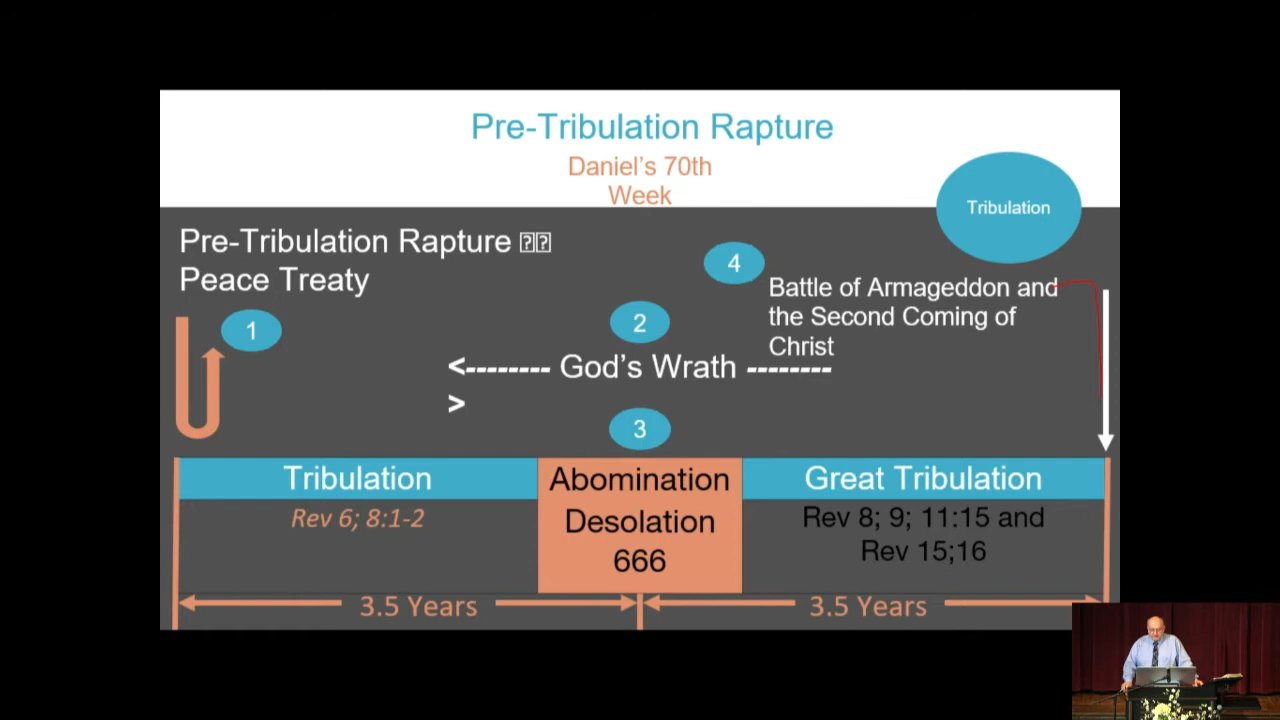 Pre-Tribulation Rapture
Daniel's 70th
Week
Tribulation
Pre-Tribulation Rapture
Peace Treaty
1
4
Battle of Armageddon and
the Second Coming of
Christ
2
<-------- God's Wrath --------
>
3
Tribulation
Rev 6; 8:1-2
Abomination
Desolation
666
Great Tribulation
Rev 8; 9; 11:15 and
Rev 15;16
3.5 Years
3.5 Years